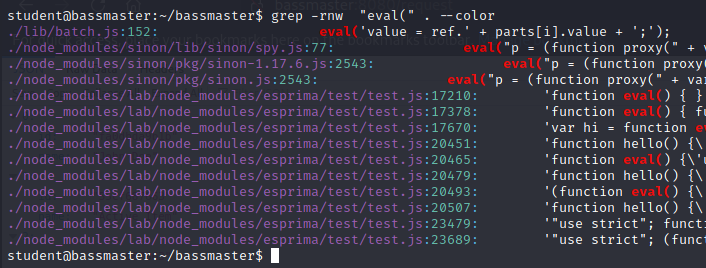 student@bassmaster:~/bassmaster$ grep -rnw  "eval(" . --color
./lib/batch.js:152:                    eval('value = ref.' + parts[i].value + ';');
./node_modules/sinon/lib/sinon/spy.js:77:            eval("p = (function proxy(" + v
./node_modules/sinon/pkg/sinon-1.17.6.js:2543:            eval("p = (function proxy
./node_modules/sinon/pkg/sinon.js:2543:            eval("p = (function proxy(" + var
./node_modules/lab/node_modules/esprima/test/test.js:17210:        'function eval() { }
./node_modules/lab/node_modules/esprima/test/test.js:17378:        'function eval() { f
./node_modules/lab/node_modules/esprima/test/test.js:17670:        'var hi = function e
./node_modules/lab/node_modules/esprima/test/test.js:20451:        'function hello() {\
./node_modules/lab/node_modules/esprima/test/test.js:20465:        'function eval() {\'u
./node_modules/lab/node_modules/esprima/test/test.js:20479:        'function hello() {\
./node_modules/lab/node_modules/esprima/test/test.js:20493:        '(function eval() {\
./node_modules/lab/node_modules/esprima/test/test.js:20507:        'function hello() {\
./node_modules/lab/node_modules/esprima/test/test.js:23479:        '"use strict"; funct
./node_modules/lab/node_modules/esprima/test/test.js:23689:        '"use strict"; (func
student@bassmaster:~/bassmaster$